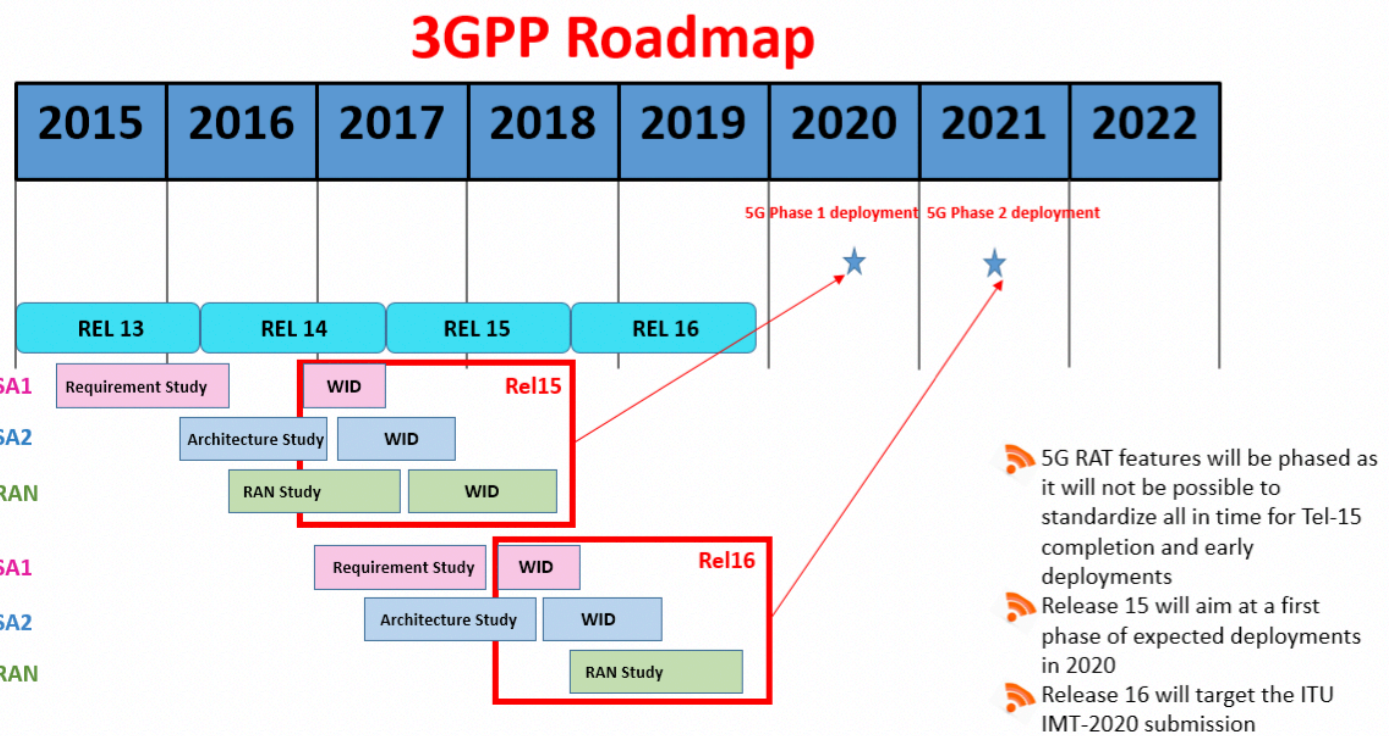 3GPP Roadmap
2015 2016 2017 2018 2019 2020 2021 2022
5G Phase 1 deployment 5G Phase 2 deployment
REL 13 REL 14 REL 15 REL 16
SA1 Requirement Study WID Rel15
SA2 Architecture Study WID
RAN RAN Study WID
SA1 Requirement Study WID Rel16
SA2 Architecture Study WID
RAN RAN Study
5G RAT features will be phased as
it will not be possible to
standardize all in time for Tel-15
completion and early
deployments
Release 15 will aim at a first
phase of expected deployments
in 2020
Release 16 will target the ITU
IMT-2020 submission